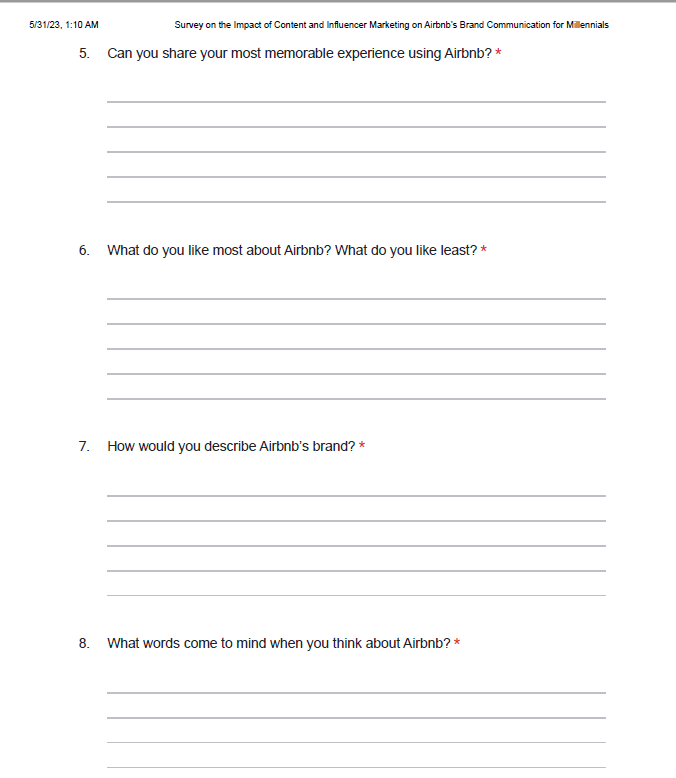 5/31/23, 1:10 AM Survey on the Impact of Content and Influencer Marketing on Airbnb's Brand Communication for Millennials
5. Can you share your most memorable experience using Airbnb? *
6. What do you like most about Airbnb? What do you like least? *
7. How would you describe Airbnb's brand? *
8. What words come to mind when you think about Airbnb? *